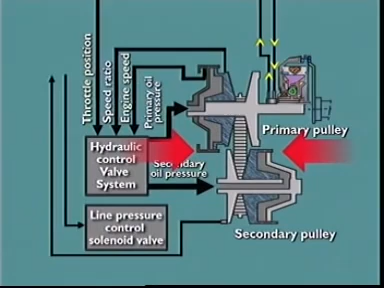 Throttle position
Speed ratio
Engine speed
Primary oil
pressure
Primary pulley
Hydraulic
control
Valve
System
Secondary
oil pressure
Line pressure
control
solenoid valve
Secondary pulley